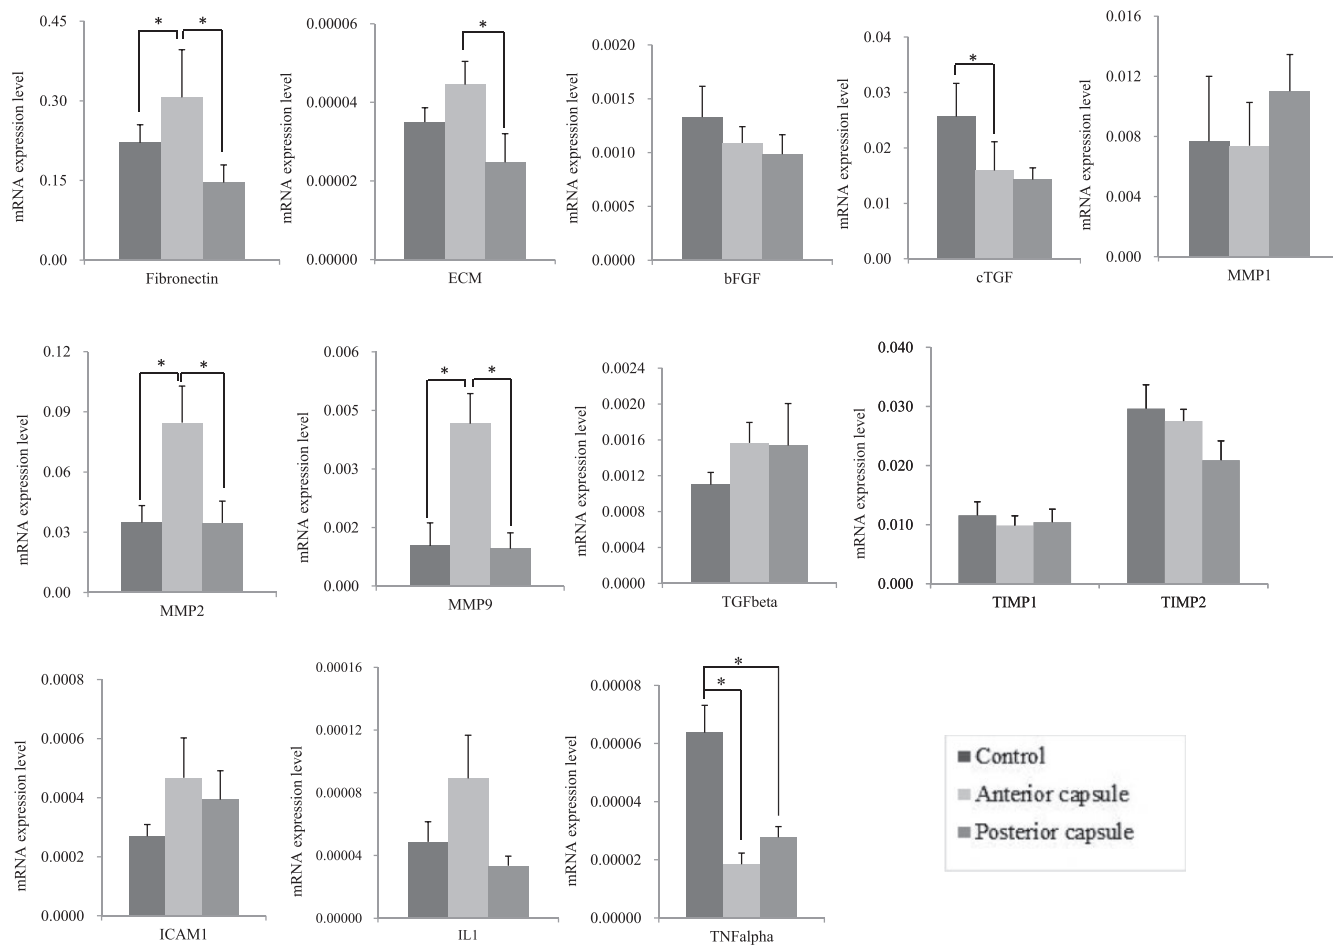 * *
0.45
0.30
0.15
0.00
mRNA expression level
Fibronectin
*
0.00006
0.00004
0.00002
0.00000
mRNA expression level
ECM
0.0020
0.0015
0.0010
0.0005
0.0000
mRNA expression level
bFGF
*
0.04
0.03
0.02
0.01
0.00
mRNA expression level
cTGF
0.016
0.012
0.008
0.004
0.000
mRNA expression level
MMP1
* *
0.12
0.09
0.06
0.03
0.00
mRNA expression level
MMP2
* *
0.006
0.005
0.003
0.002
0.000
mRNA expression level
MMP9
0.0024
0.0020
0.0016
0.0012
0.0008
0.0004
0.0000
mRNA expression level
TGFbeta
0.040
0.030
0.020
0.010
0.000
mRNA expression level
TIMP1 TIMP2
0.0008
0.0006
0.0004
0.0002
0.0000
mRNA expression level
ICAM1
0.00016
0.00012
0.00008
0.00004
0.00000
mRNA expression level
IL1
*
*
0.00008
0.00006
0.00004
0.00002
0.00000
mRNA expression level
TNFalpha
Control
Anterior capsule
Posterior capsule